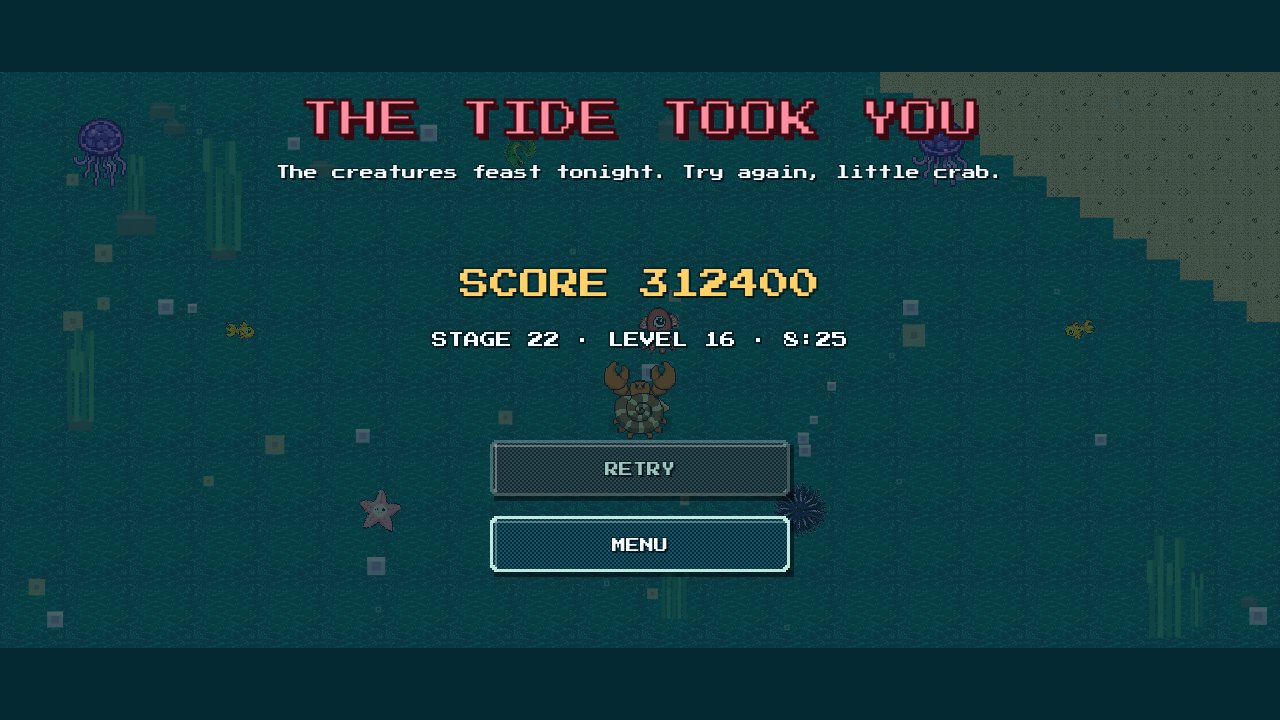 THE TIDE TOOK YOU
The creatures feast tonight. Try again, little crab.
SCORE 312400
STAGE 22 · LEVEL 16 · 8:25
RETRY
MENU